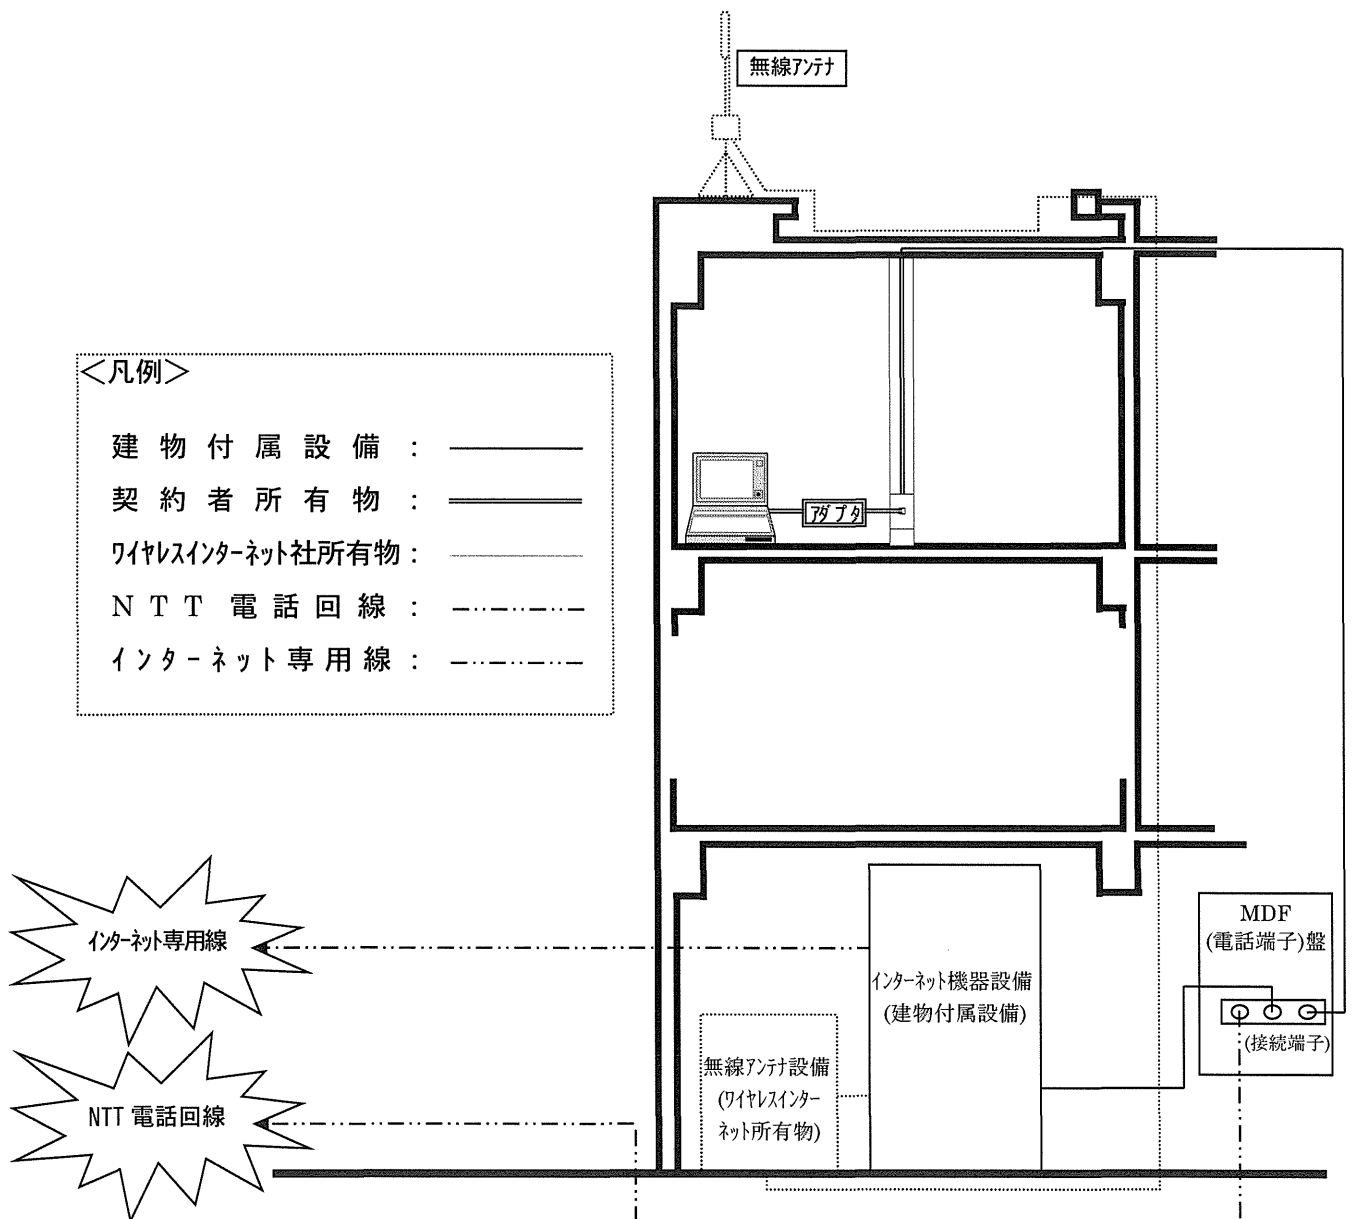 無線アンテナ
<凡例>
建物付属設備:
契約者所有物:
ワイヤレスインターネット社所有物:
NTT電話回線:
インターネット専用線:
アダプタ
インターネット専用線
NTT 電話回線
無線アンテナ設備
(ワイヤレスインター
ネット所有物)
インターネット機器設備
(建物付属設備)
MDF
(電話端子)盤
(接続端子)